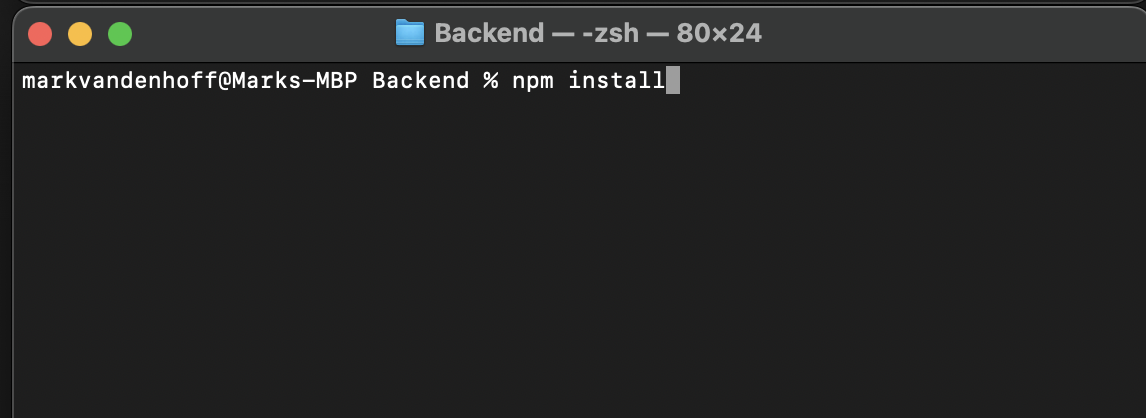 Backend — -zsh — 80×24
markvandenhoff@Marks-MBP Backend % npm install